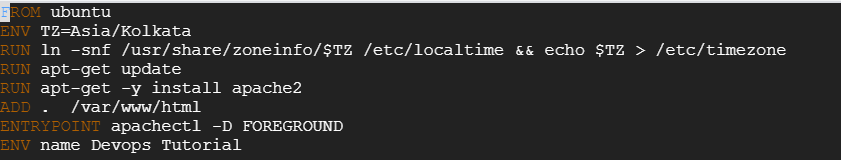 FROM ubuntu
ENV TZ=Asia/Kolkata
RUN ln -snf /usr/share/zoneinfo/$TZ /etc/localtime && echo $TZ > /etc/timezone
RUN apt-get update
RUN apt-get -y install apache2
ADD .  /var/www/html
ENTRYPOINT apachectl -D FOREGROUND
ENV name Devops Tutorial